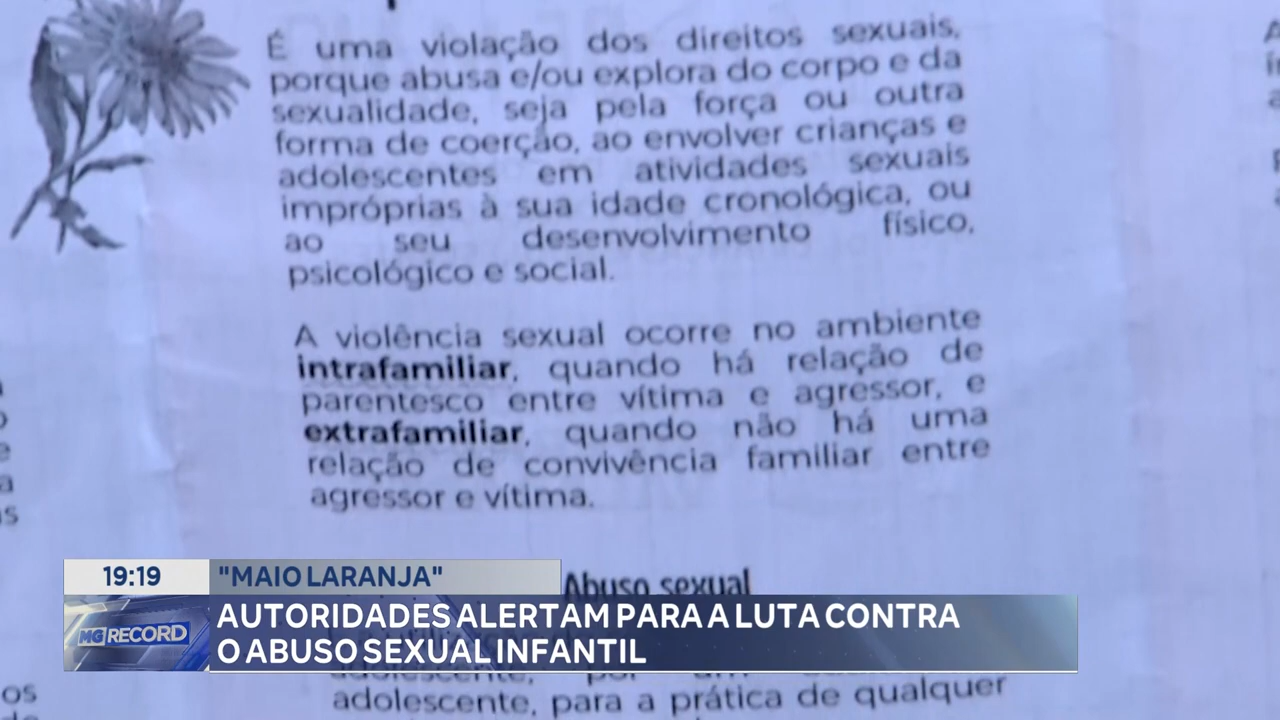 É uma violação dos direitos sexuais,
porque abusa e/ou explora do corpo e da
sexualidade, seja pela força ou outra
forma de coerção, ao envolver crianças e
adolescentes em atividades sexuais
impróprias à sua idade cronológica, ou
ao seu desenvolvimento físico,
psicológico e social.
A violência sexual ocorre no ambiente
intrafamiliar, quando há relação de
parentesco entre vítima e agressor, e
extrafamiliar, quando não há uma
relação de convivência familiar entre
agressor e vítima.
Abuso sexual
19:19 "MAIO LARANJA"
MG RECORD
AUTORIDADES ALERTAM PARA A LUTA CONTRA
O ABUSO SEXUAL INFANTIL
adolescente, por um
adolescente, para a prática de qualquer
os